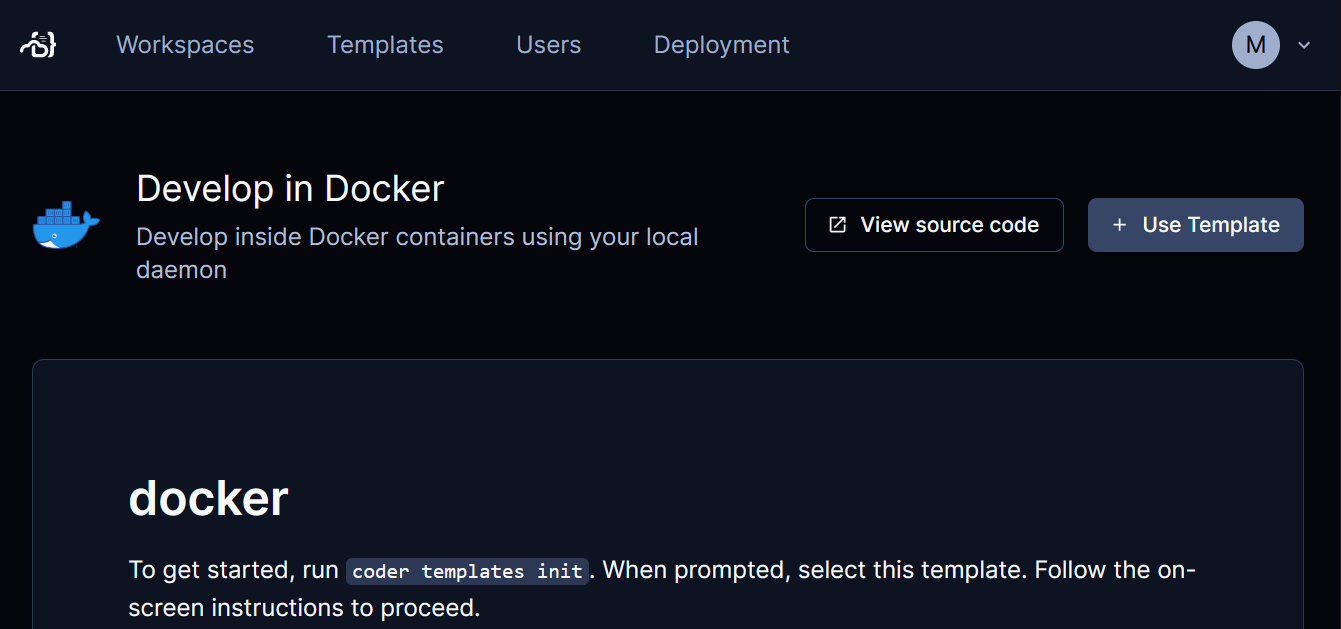 Workspaces Templates Users Deployment M
Develop in Docker
Develop inside Docker containers using your local
daemon
View source code
+ Use Template
docker
To get started, run coder templates init. When prompted, select this template. Follow the on-
screen instructions to proceed.